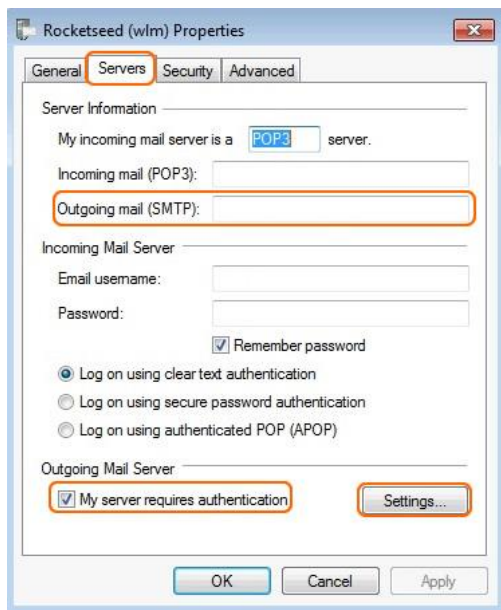 Rocketseed (wlm) Properties
General Servers Security Advanced
Server Information
My incoming mail server is a POP3 server.
Incoming mail (POP3):
Outgoing mail (SMTP):
Incoming Mail Server
Email username:
Password:
Remember password
Log on using clear text authentication
Log on using secure password authentication
Log on using authenticated POP (APOP)
Outgoing Mail Server
My server requires authentication Settings...
OK Cancel Apply